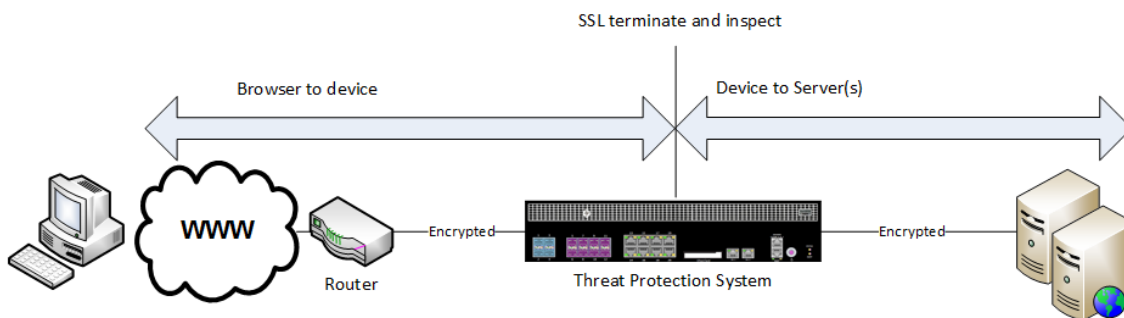 SSL terminate and inspect
Browser to device
Device to Server(s)
WWW
Encrypted
Encrypted
Router
Threat Protection System